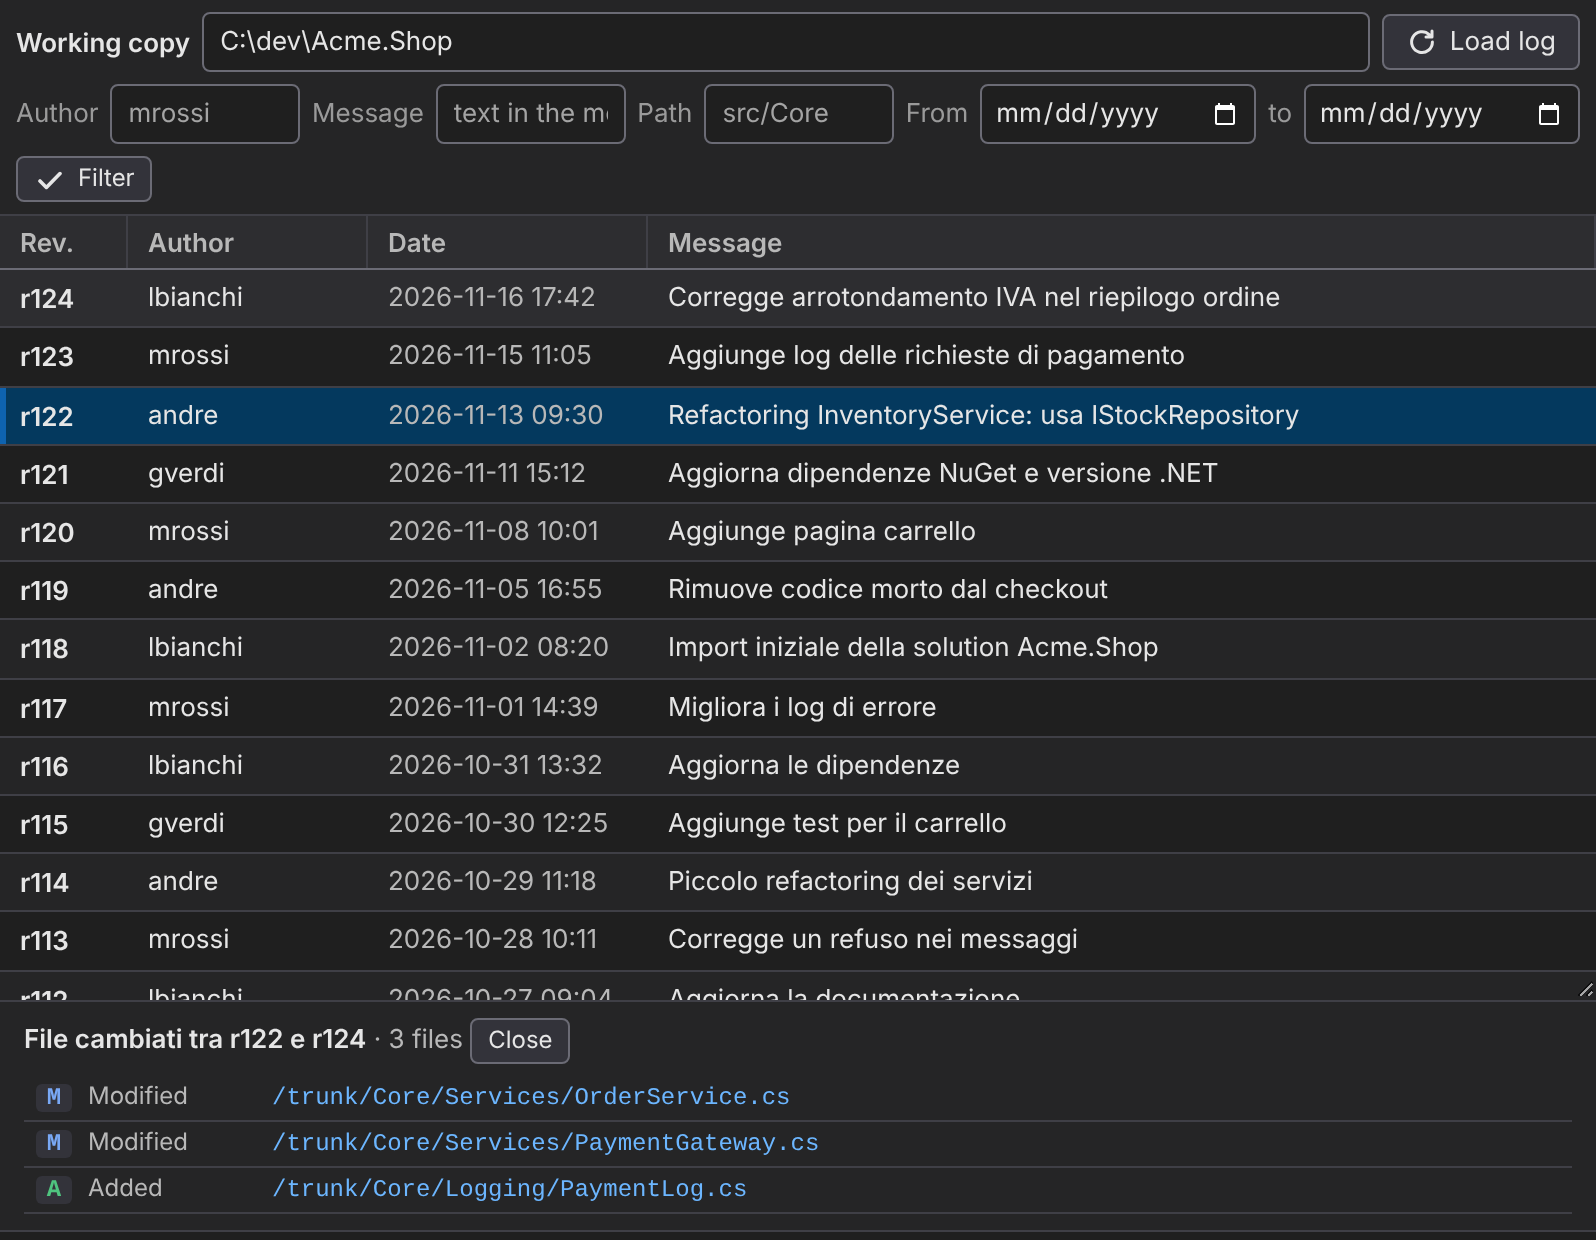 Working copy C:\dev\Acme.Shop Load log
Author mrossi Message text in the m Path src/Core From mm/dd/yyyy to mm/dd/yyyy
Filter
Rev. Author Date Message
r124 lbianchi 2026-11-16 17:42 Corregge arrotondamento IVA nel riepilogo ordine
r123 mrossi 2026-11-15 11:05 Aggiunge log delle richieste di pagamento
r122 andre 2026-11-13 09:30 Refactoring InventoryService: usa IStockRepository
r121 gverdi 2026-11-11 15:12 Aggiorna dipendenze NuGet e versione .NET
r120 mrossi 2026-11-08 10:01 Aggiunge pagina carrello
r119 andre 2026-11-05 16:55 Rimuove codice morto dal checkout
r118 lbianchi 2026-11-02 08:20 Import iniziale della solution Acme.Shop
r117 mrossi 2026-11-01 14:39 Migliora i log di errore
r116 lbianchi 2026-10-31 13:32 Aggiorna le dipendenze
r115 gverdi 2026-10-30 12:25 Aggiunge test per il carrello
r114 andre 2026-10-29 11:18 Piccolo refactoring dei servizi
r113 mrossi 2026-10-28 10:11 Corregge un refuso nei messaggi
r112 lbianchi 2026-10-27 09:04 Aggiorna la documentazione
File cambiati tra r122 e r124 · 3 files Close
M Modified /trunk/Core/Services/OrderService.cs
M Modified /trunk/Core/Services/PaymentGateway.cs
A Added /trunk/Core/Logging/PaymentLog.cs